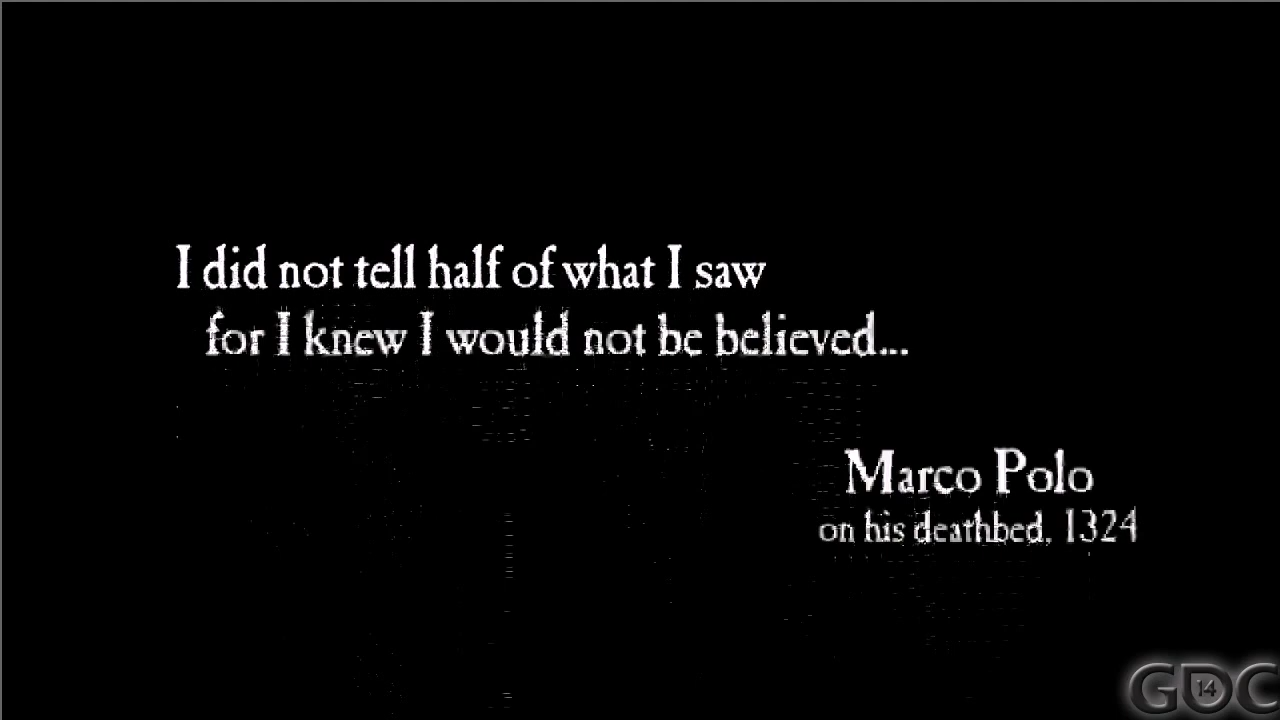 I did not tell half of what I saw
for I knew I would not be believed...
Marco Polo
on his deathbed, 1324
GDC
14